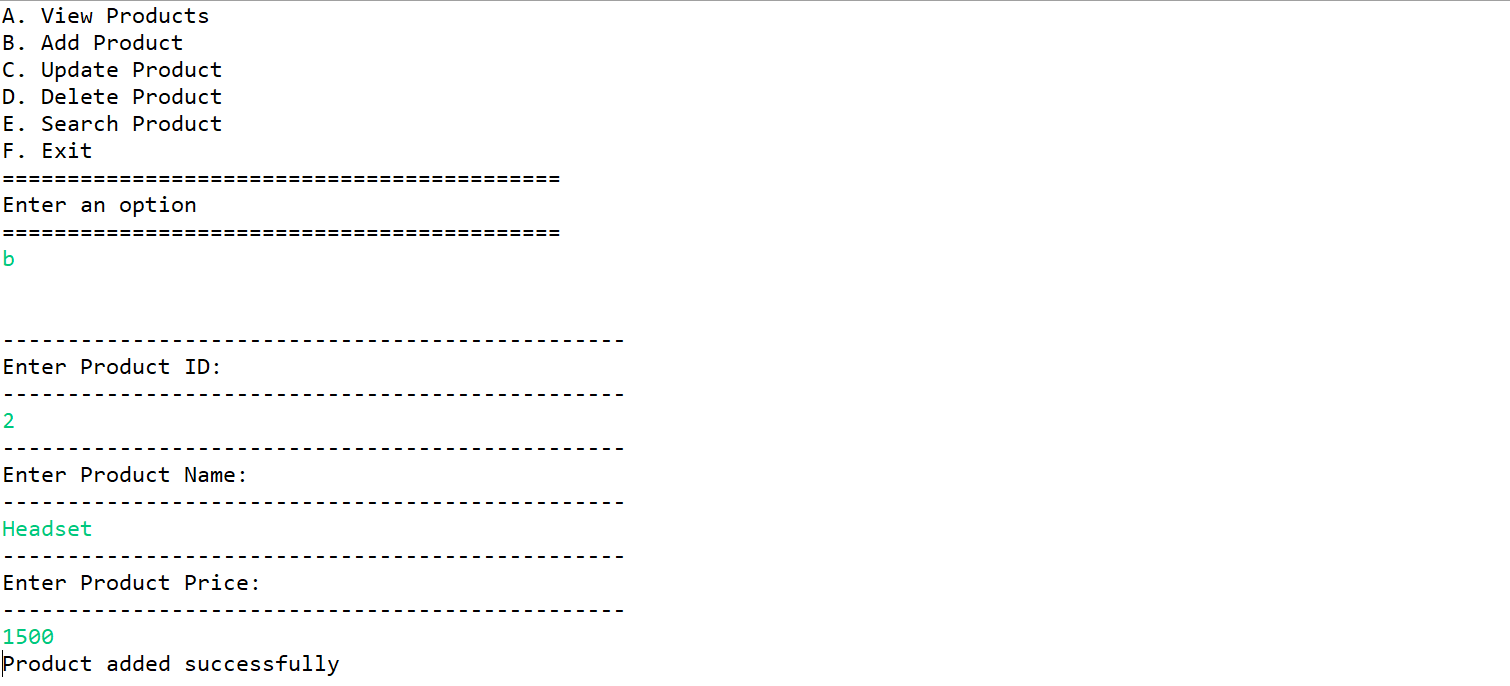 A. View Products
B. Add Product
C. Update Product
D. Delete Product
E. Search Product
F. Exit
===========================================
Enter an option
===========================================
b
------------------------------------------------
Enter Product ID:
------------------------------------------------
2
------------------------------------------------
Enter Product Name:
------------------------------------------------
Headset
------------------------------------------------
Enter Product Price:
------------------------------------------------
1500
Product added successfully